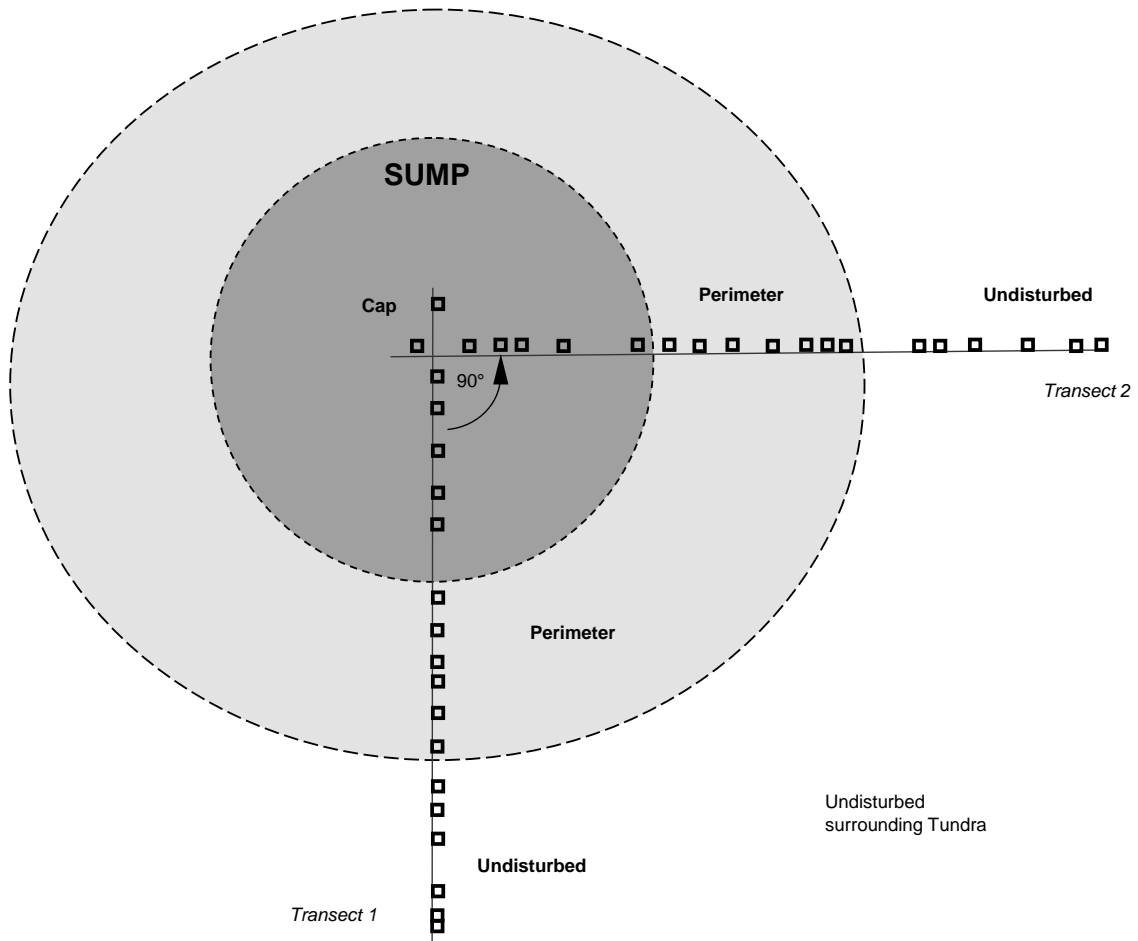 SUMP
Cap
Perimeter
Undisturbed
90°
Transect 2
Perimeter
Undisturbed
surrounding Tundra
Undisturbed
Transect 1